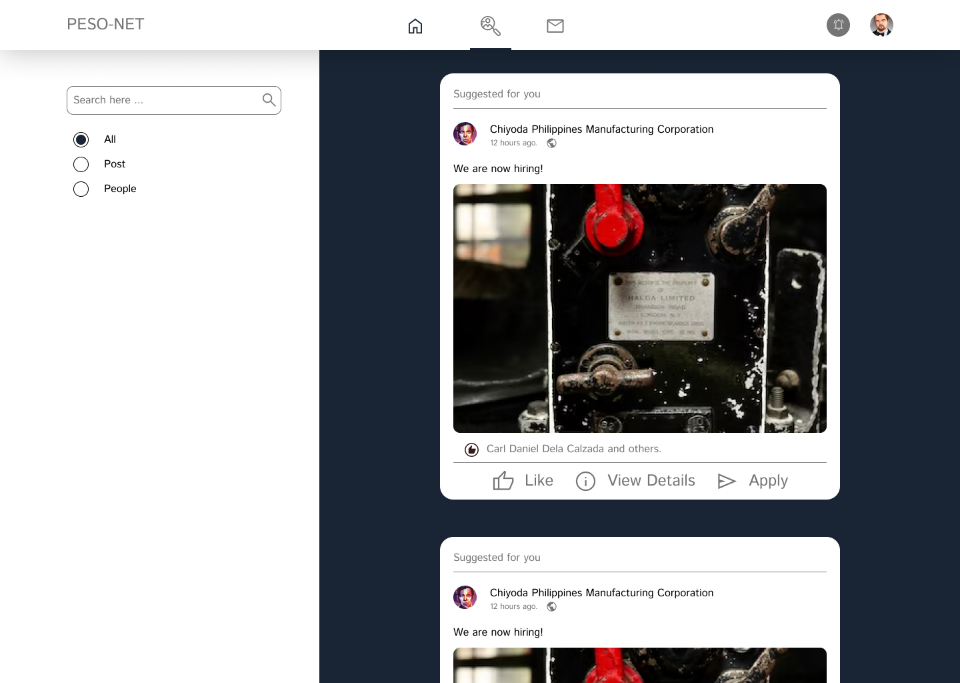 PESO-NET
Search here ...
All
Post
People
Suggested for you
Chiyoda Philippines Manufacturing Corporation
12 hours ago.
We are now hiring!
HALDA LIMITED
Carl Daniel Dela Calzada and others.
Like
View Details
Apply
Suggested for you
Chiyoda Philippines Manufacturing Corporation
12 hours ago.
We are now hiring!